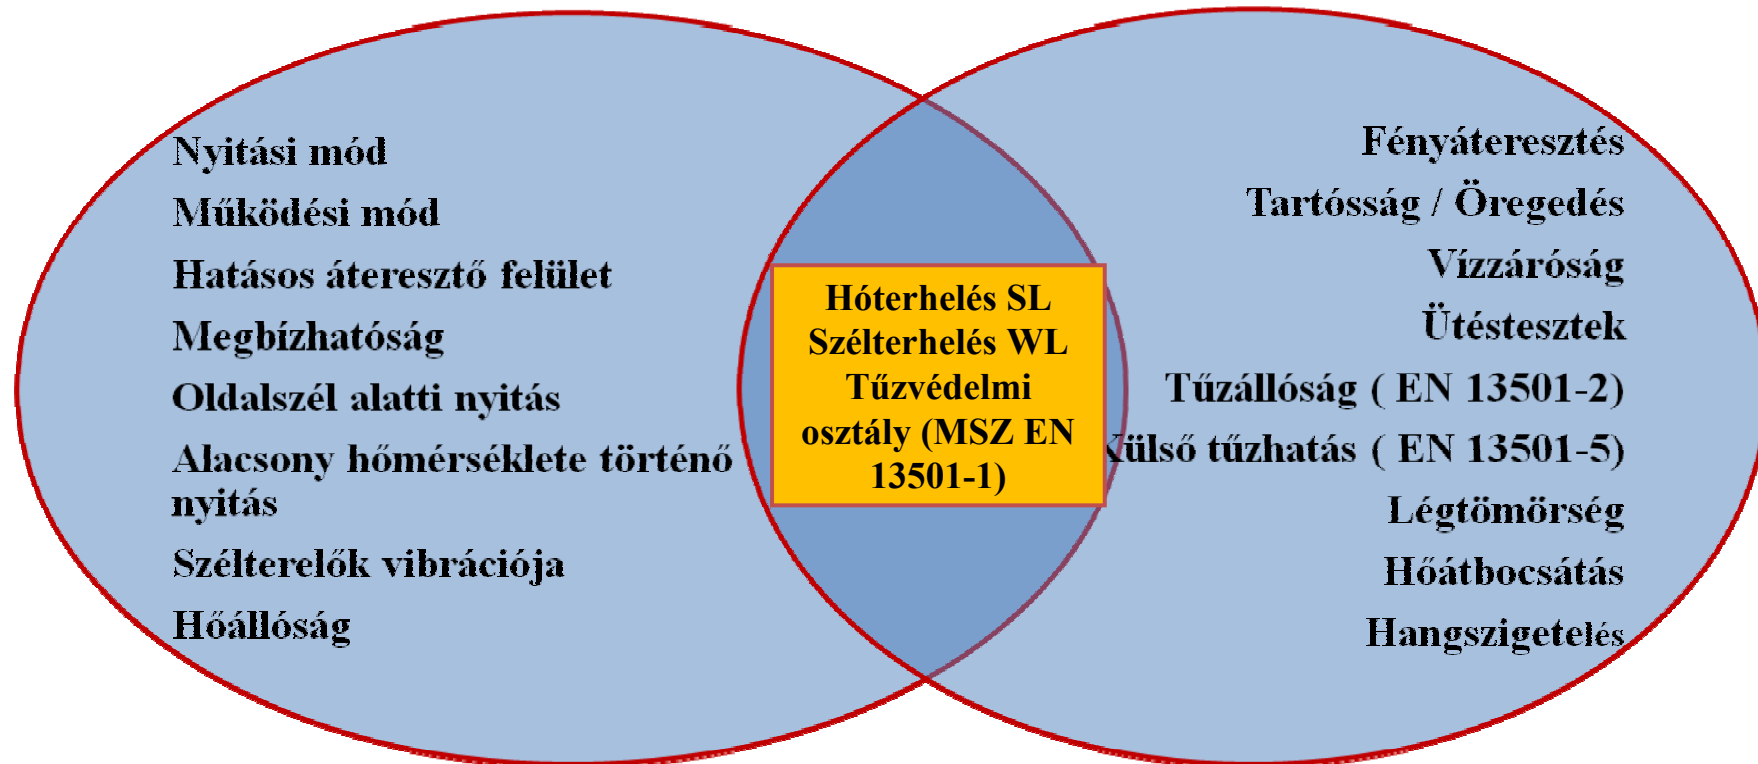 Nyitási mód
Működési mód
Hatásos áteresztő felület
Megbízhatóság
Oldalszél alatti nyitás
Alacsony hőmérséklete történő
nyitás
Szélterelők vibrációja
Hőállóság
Hóterhelés SL
Szélterhelés WL
Tűzvédelmi
osztály (MSZ EN
13501-1)
Fényáteresztés
Tartósság / Öregedés
Vízzáróság
Ütéstesztek
Tűzállóság ( EN 13501-2)
Külső tűzhatás ( EN 13501-5)
Légtömörség
Hőátbocsátás
Hangszigetelés